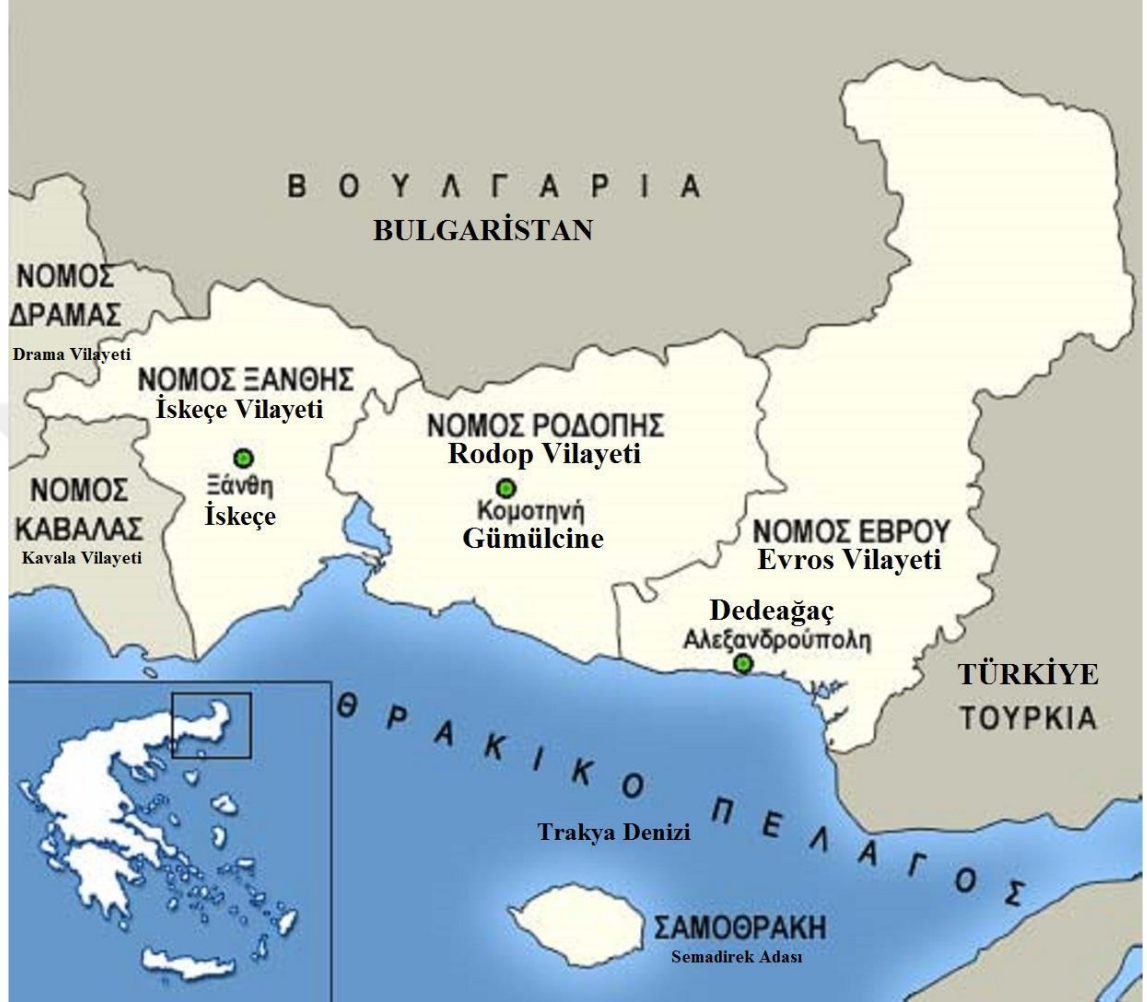 ΒΟΥΛΓΑΡΙΑ
BULGARİSTAN
ΝΟΜΟΣ
ΔΡΑΜΑΣ
Drama Vilayeti
ΝΟΜΟΣ ΞΑΝΘΗΣ
İskeçe Vilayeti
Ξάνθη
İskeçe
ΝΟΜΟΣ
ΚΑΒΑΛΑΣ
Kavala Vilayeti
ΝΟΜΟΣ ΡΟΔΟΠΗΣ
Rodop Vilayeti
Κομοτηνή
Gümülcine
ΝΟΜΟΣ ΕΒΡΟΥ
Evros Vilayeti
Dedeağaç
Αλεξανδρούπολη
TÜRKİYE
ΤΟΥΡΚΙΑ
ΘΡΑΚΙΚΟ ΠΕΛΑΓΟΣ
Trakya Denizi
ΣΑΜΟΘΡΑΚΗ
Semadirek Adası